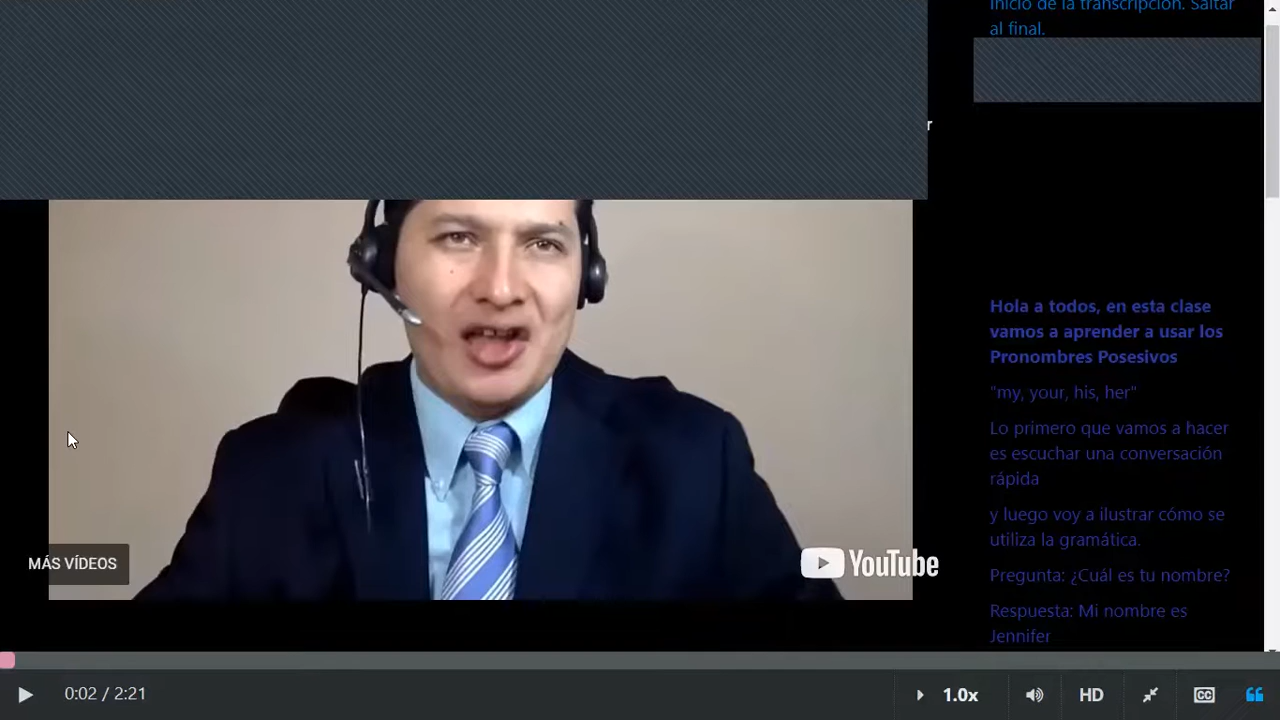 Inicio de la transcripción. Saltar
al final.
Hola a todos, en esta clase
vamos a aprender a usar los
Pronombres Posesivos
"my, your, his, her"
Lo primero que vamos a hacer
es escuchar una conversación
rápida
y luego voy a ilustrar cómo se
utiliza la gramática.
Pregunta: ¿Cuál es tu nombre?
Respuesta: Mi nombre es
Jennifer
MÁS VÍDEOS
YouTube
0:02 / 2:21
1.0x
HD
CC